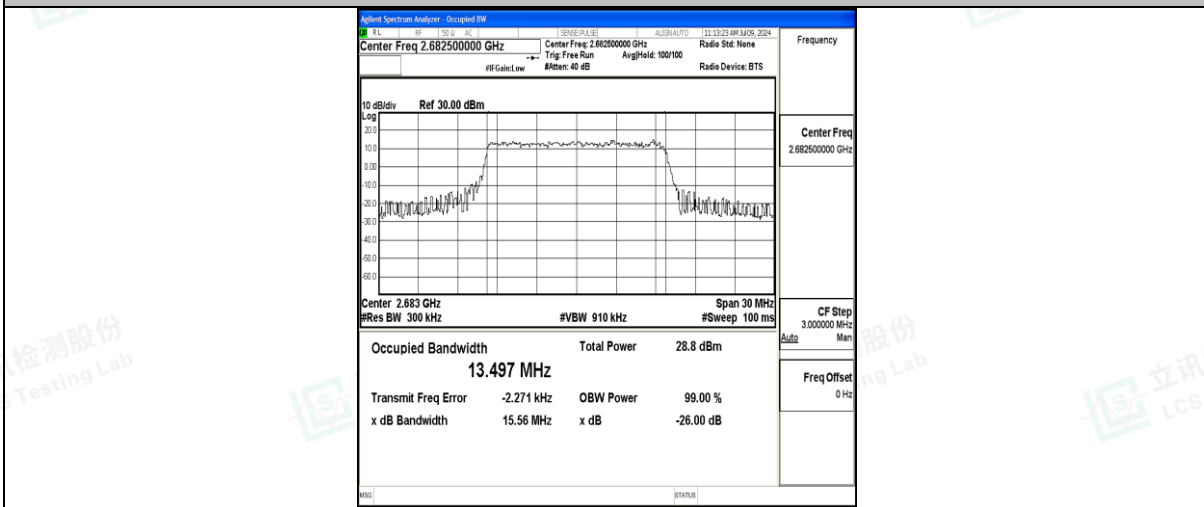 Agilent Spectrum Analyzer - Occupied BW
RL RF 50 Ω AC SENSE:PULSE ALIGN AUTO 11:13:23 AM Jul 09, 2024
Center Freq 2.682500000 GHz
Center Freq: 2.682500000 GHz
Radio Std: None
Trig: Free Run Avg|Hold: 100/100
#IFGain:Low
#Atten: 40 dB
Radio Device: BTS
Frequency
10 dB/div Ref 30.00 dBm
Log
20.0
10.0
0.00
-10.0
-20.0
-30.0
-40.0
-50.0
-60.0
Center Freq
2.682500000 GHz
Center 2.683 GHz
Span 30 MHz
#Res BW 300 kHz
#VBW 910 kHz
#Sweep 100 ms
CF Step
3.000000 MHz
Auto Man
Occupied Bandwidth
13.497 MHz
Total Power 28.8 dBm
Transmit Freq Error -2.271 kHz
OBW Power 99.00 %
x dB Bandwidth 15.56 MHz
x dB -26.00 dB
Freq Offset
0 Hz
MSG
STATUS
检测股份
Testing Lab
股份
ng Lab
立讯
LCS